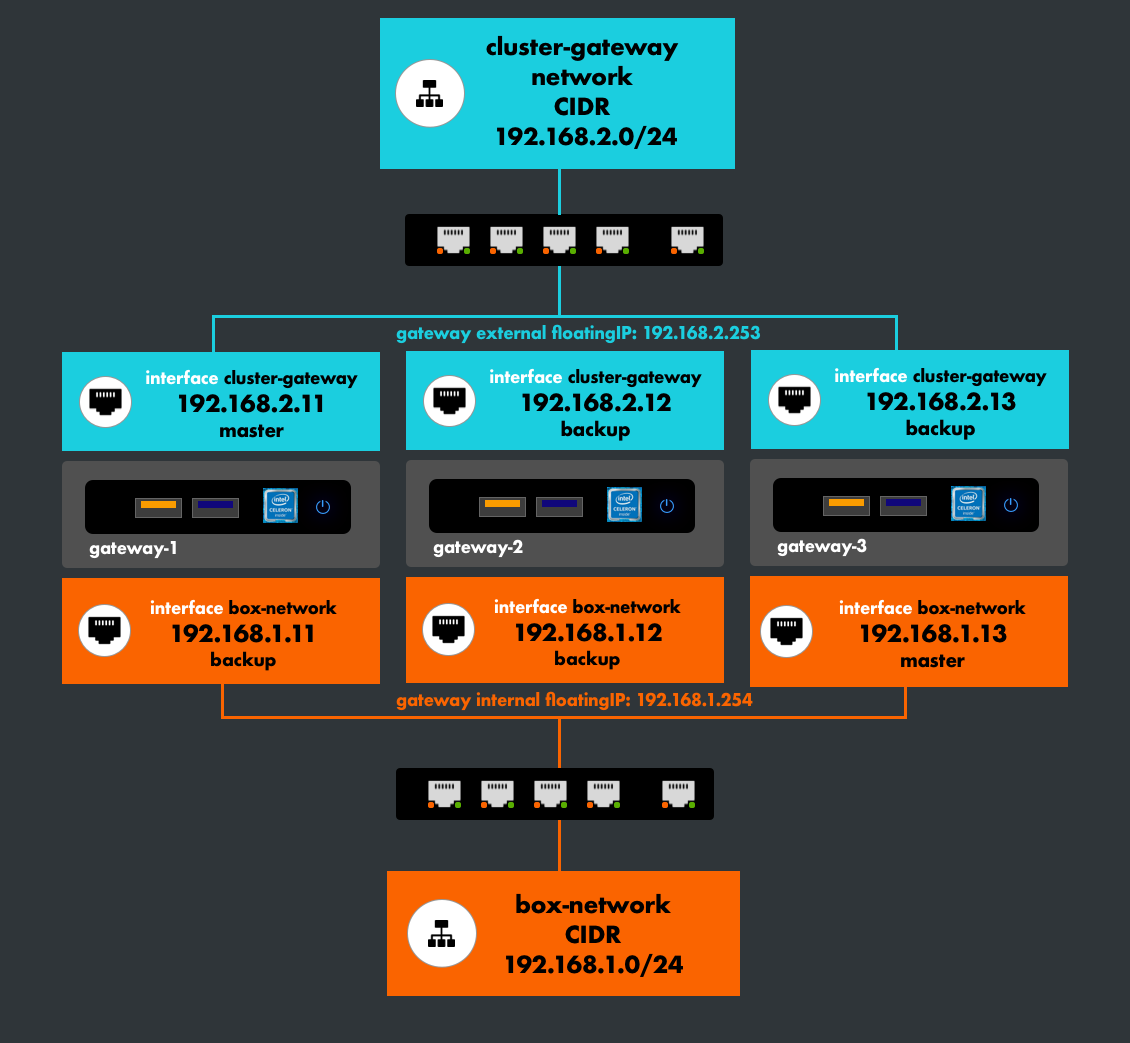 cluster-gateway
network
CIDR
192.168.2.0/24
gateway external floatingIP: 192.168.2.253
interface cluster-gateway
192.168.2.11
master
interface cluster-gateway
192.168.2.12
backup
interface cluster-gateway
192.168.2.13
backup
intel
CELERON
inside
gateway-1
intel
CELERON
inside
gateway-2
intel
CELERON
inside
gateway-3
interface box-network
192.168.1.11
backup
interface box-network
192.168.1.12
backup
interface box-network
192.168.1.13
master
gateway internal floatingIP: 192.168.1.254
box-network
CIDR
192.168.1.0/24